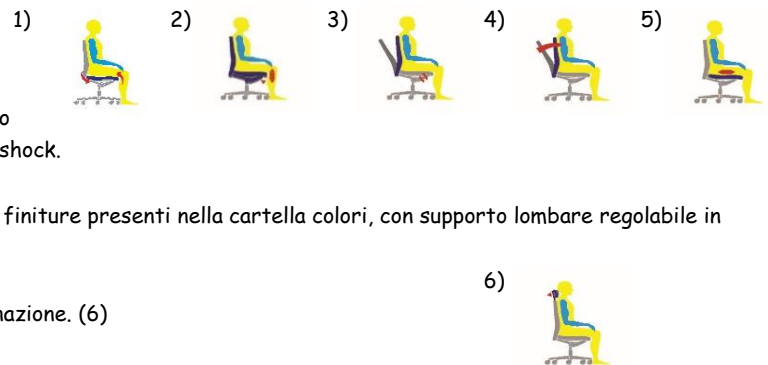 1) 2) 3) 4) 5)
o
shock.
finiture presenti nella cartella colori, con supporto lombare regolabile in
6)
nazione. (6)